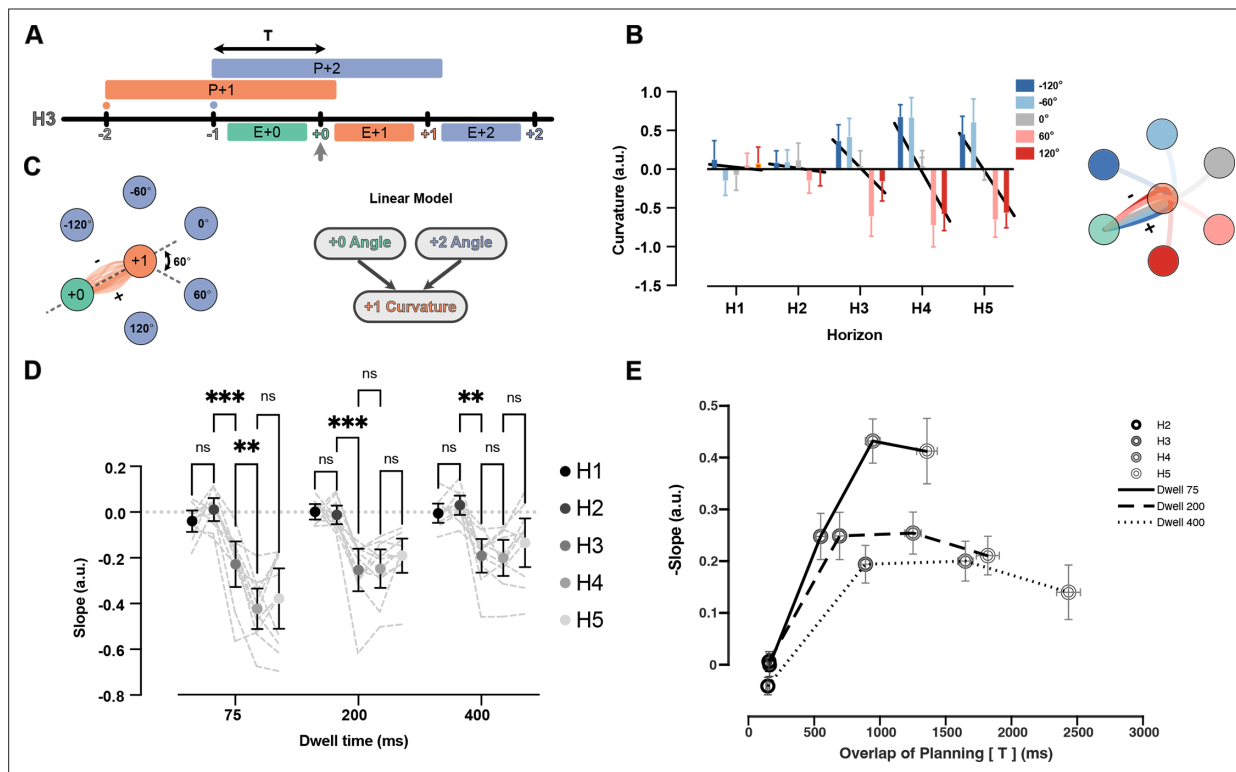 A
T
P+2
P+1
H3
-2
-1
E+0
+0
E+1
+1
E+2
+2
B
Curvature (a.u.)
1.0
0.5
0.0
-0.5
-1.0
-1.5
H1
H2
H3
H4
H5
Horizon
-120°
-60°
0°
60°
120°
-
+
C
-60°
-120°
0°
+1
60°
-
+0
+
60°
120°
Linear Model
+0 Angle
+2 Angle
+1 Curvature
D
***
ns
ns
**
ns
***
ns
ns
**
ns
ns
ns
Slope (a.u.)
0.2
0.0
-0.2
-0.4
-0.6
-0.8
75
200
400
Dwell time (ms)
H1
H2
H3
H4
H5
E
-Slope (a.u.)
0.5
0.4
0.3
0.2
0.1
0
0
500
1000
1500
2000
2500
3000
Overlap of Planning [ T ] (ms)
H2
H3
H4
H5
Dwell 75
Dwell 200
Dwell 400